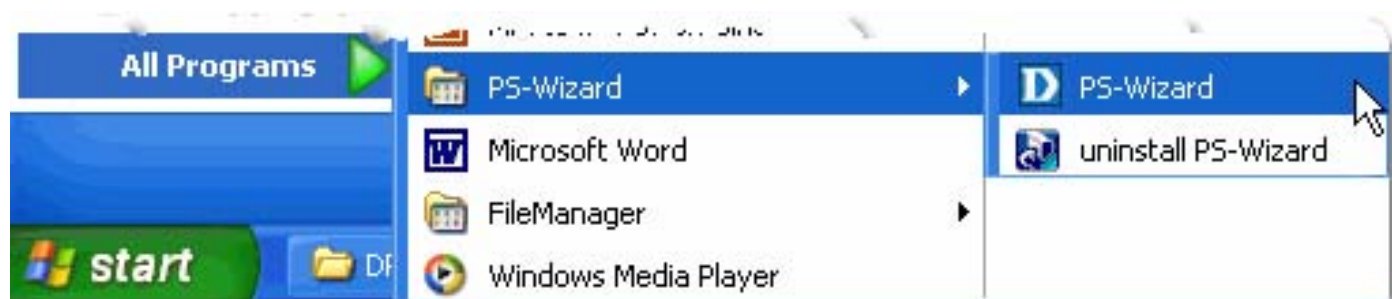 All Programs
PS-Wizard
PS-Wizard
Microsoft Word
uninstall PS-Wizard
FileManager
start
Windows Media Player